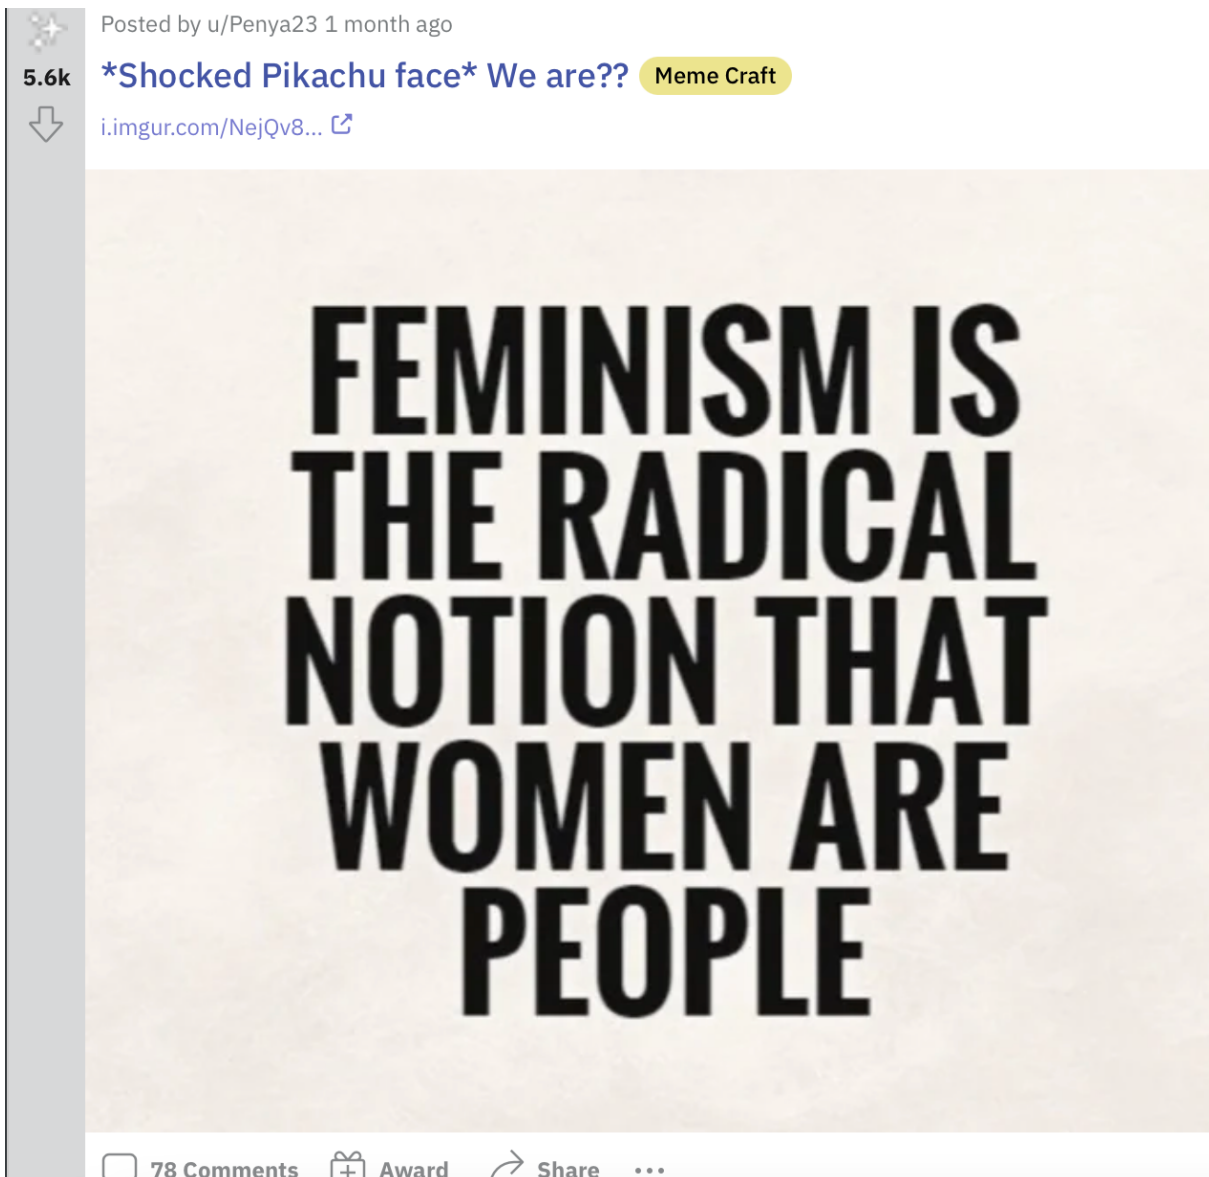 Posted by u/Penya23 1 month ago
5.6k
*Shocked Pikachu face* We are?? Meme Craft
i.imgur.com/NejQv8...
FEMINISM IS
THE RADICAL
NOTION THAT
WOMEN ARE
PEOPLE
78 Comments Award Share ...